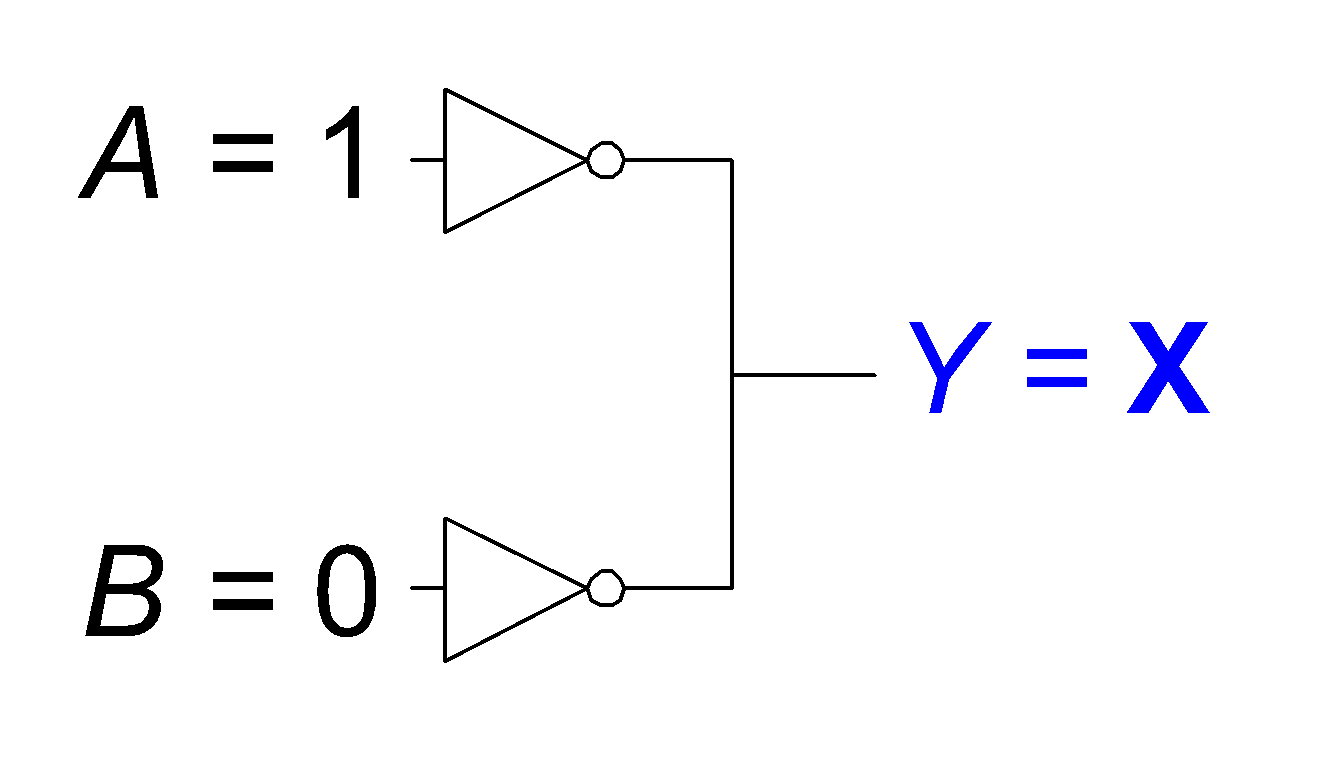 A = 1
Y = X
B = 0